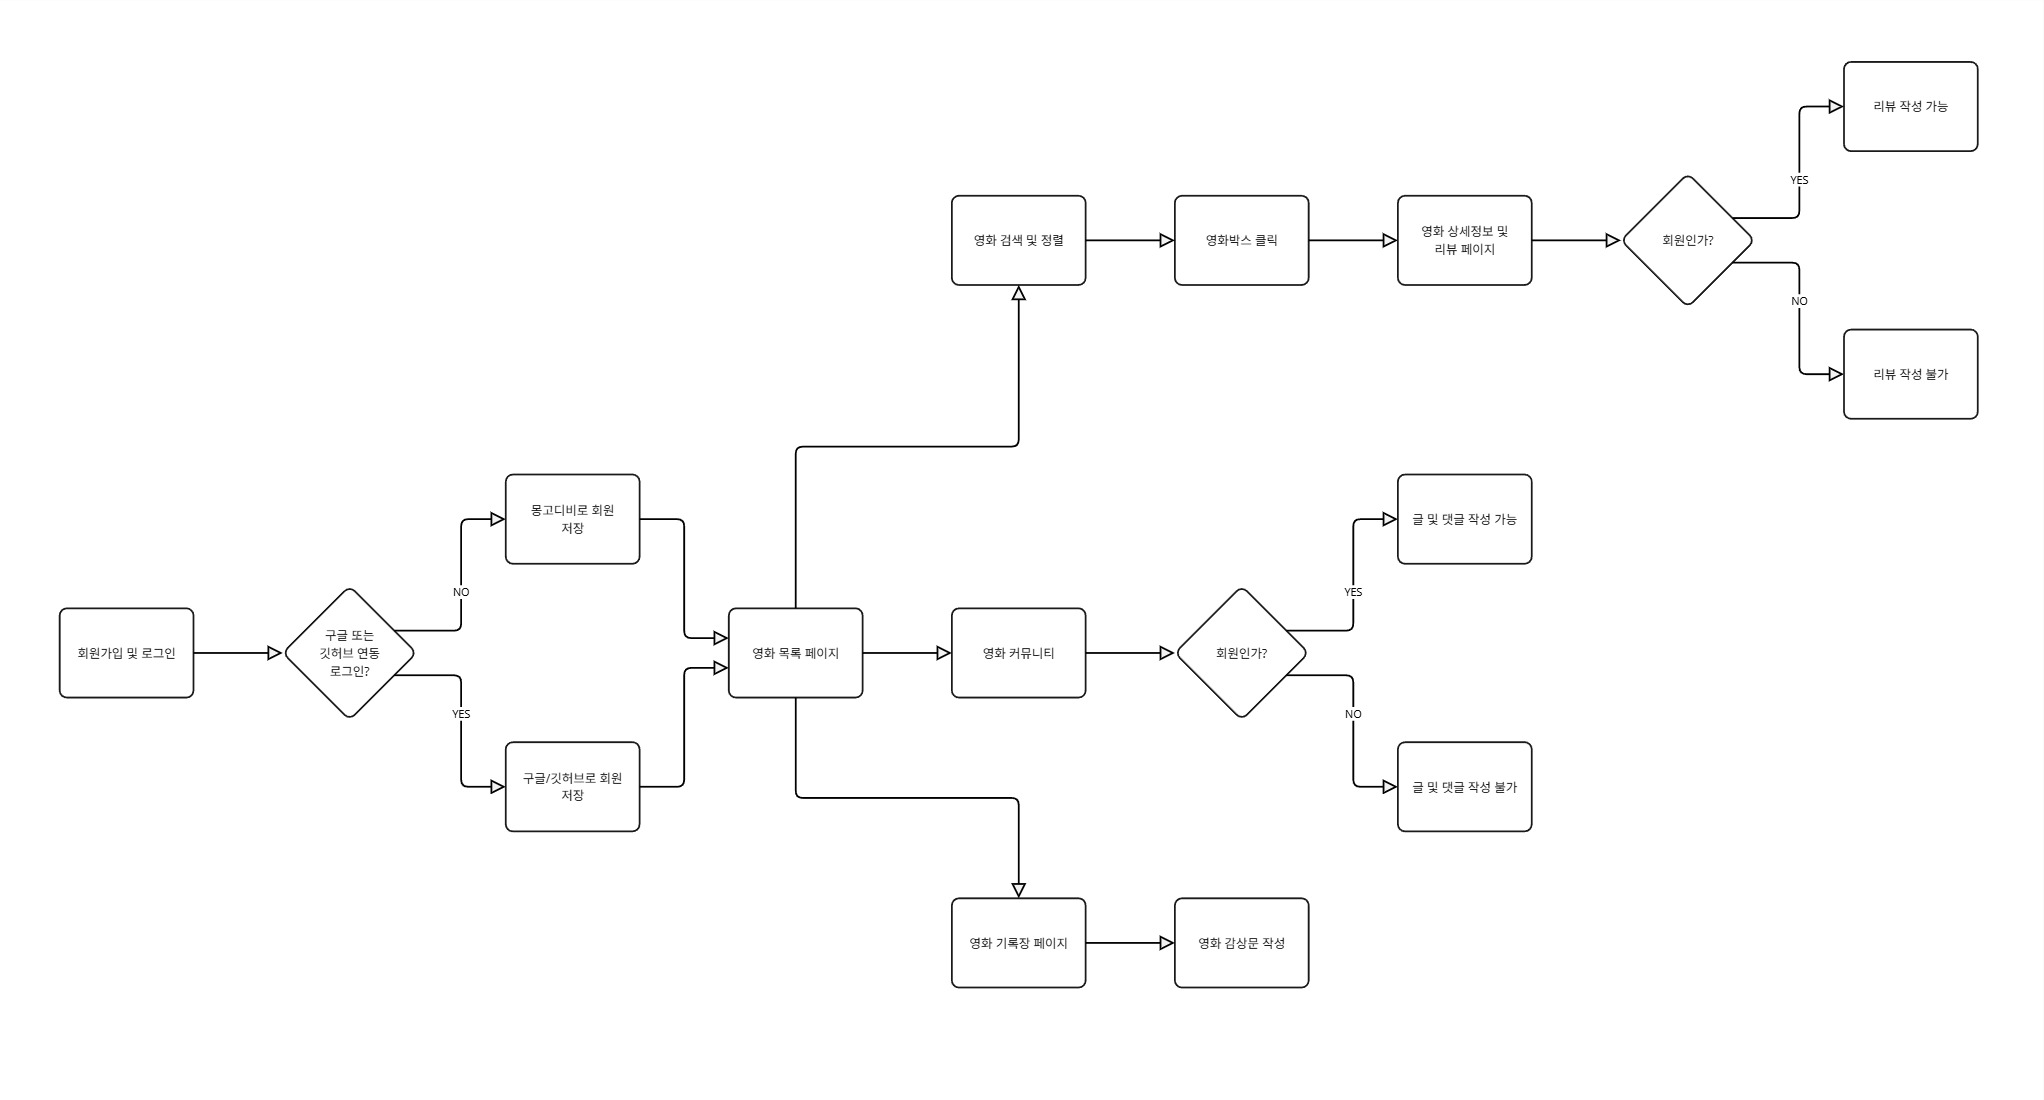 리뷰 작성 가능
YES
영화 검색 및 정렬
영화박스 클릭
영화 상세정보 및
리뷰 페이지
회원인가?
NO
리뷰 작성 불가
몽고디비로 회원
저장
글 및 댓글 작성 가능
NO
YES
회원가입 및 로그인
구글 또는
깃허브 연동
로그인?
영화 목록 페이지
영화 커뮤니티
회원인가?
YES
NO
구글/깃허브로 회원
저장
글 및 댓글 작성 불가
영화 기록장 페이지
영화 감상문 작성